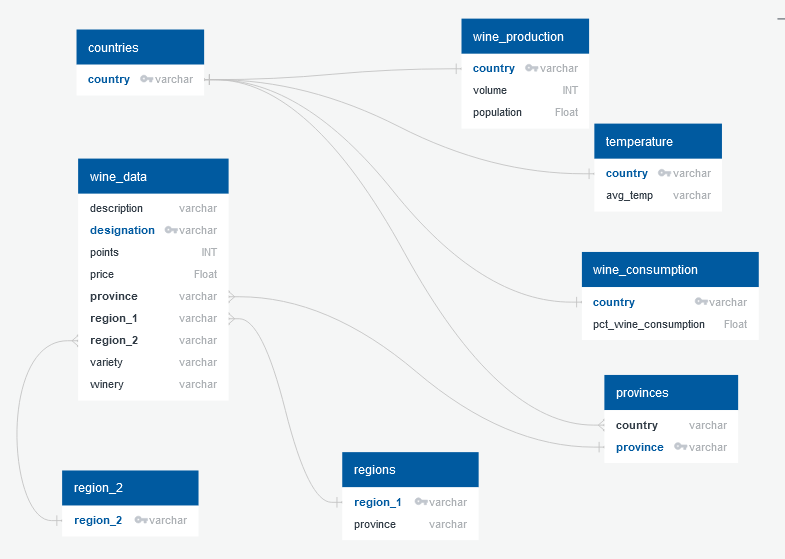 countries
country varchar
wine_production
country varchar
volume INT
population Float
temperature
country varchar
avg_temp varchar
wine_data
description varchar
designation varchar
points INT
price Float
province varchar
region_1 varchar
region_2 varchar
variety varchar
winery varchar
wine_consumption
country varchar
pct_wine_consumption Float
provinces
country varchar
province varchar
regions
region_1 varchar
province varchar
region_2
region_2 varchar